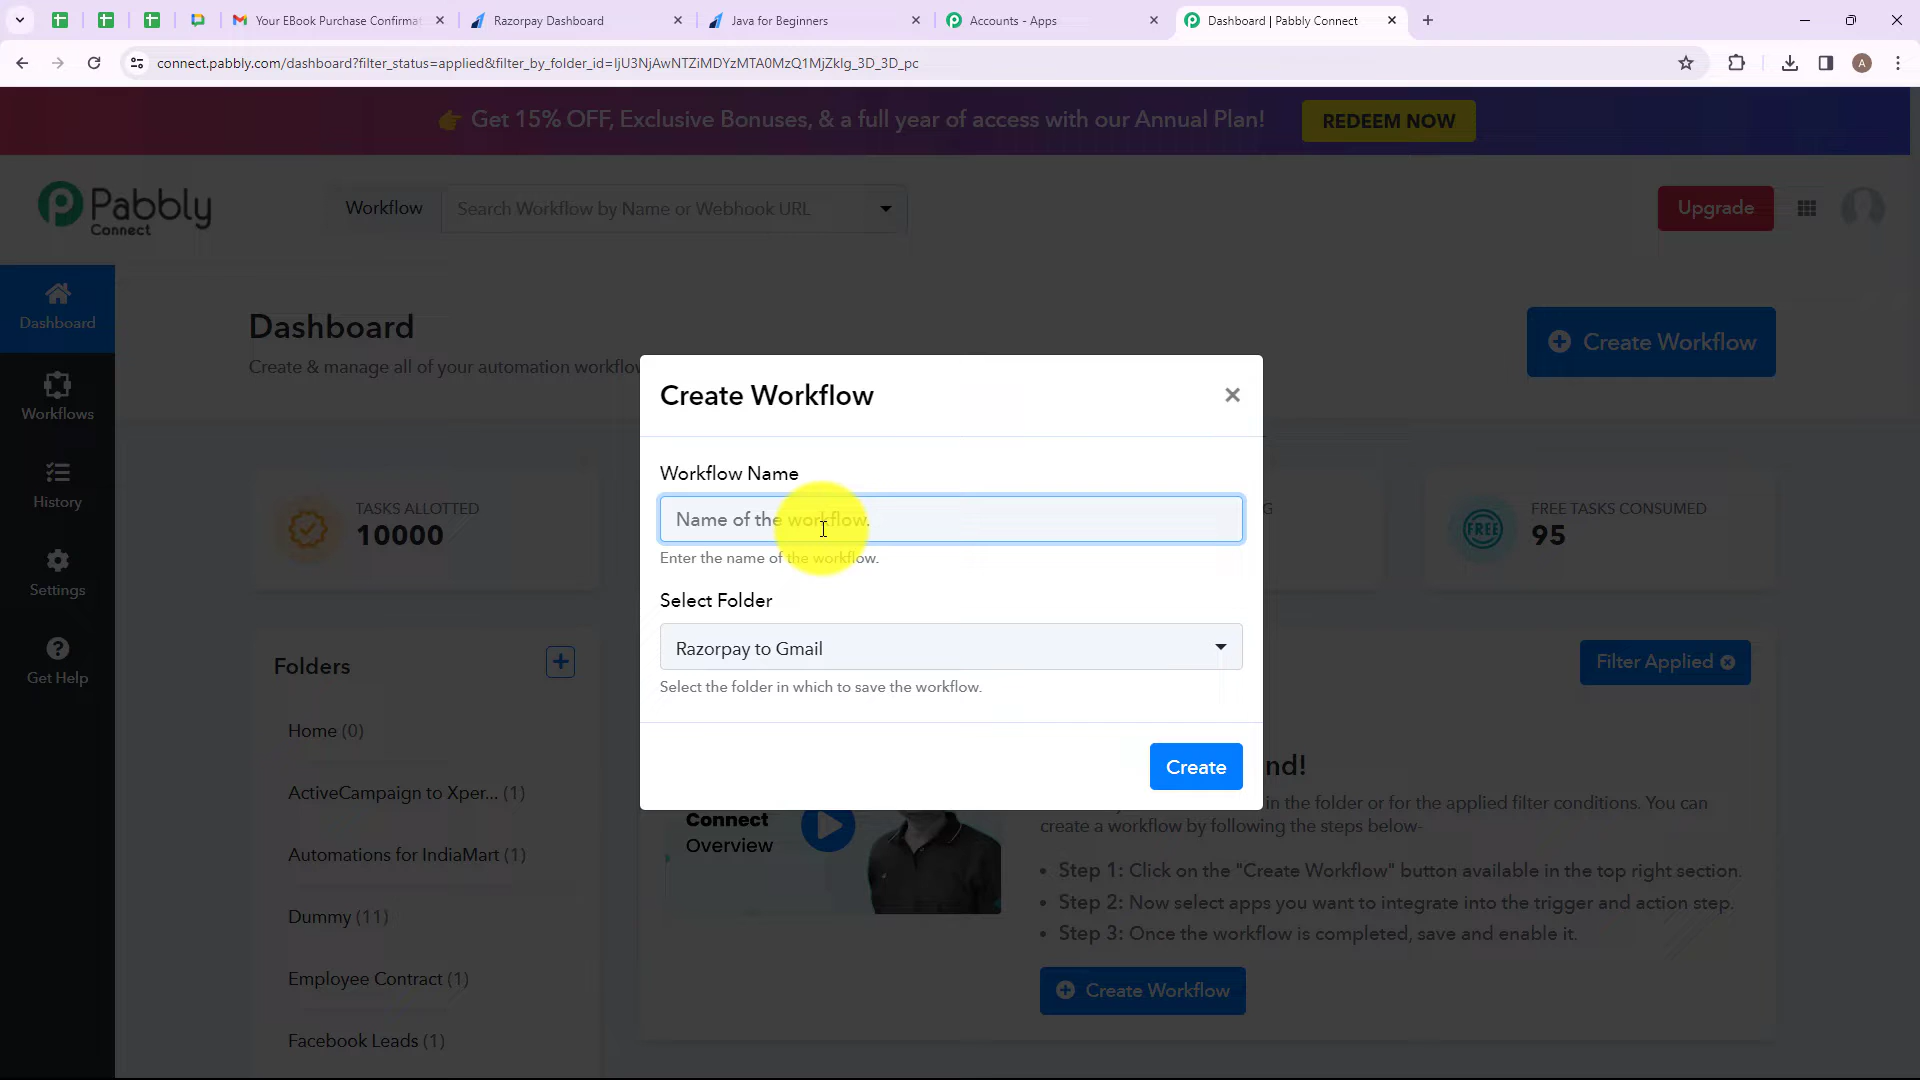 Your EBook Purchase Confirmat
Razorpay Dashboard
Java for Beginners
Accounts - Apps
Dashboard | Pabbly Connect
connect.pabbly.com/dashboard?filter_status=applied&filter_by_folder_id=IjU3NjAwNTZiMDYzMTA0MzQ1MjZkIg_3D_3D_pc
A
👉 Get 15% OFF, Exclusive Bonuses, & a full year of access with our Annual Plan!
REDEEM NOW
Pabbly
Connect
Workflow
Search Workflow by Name or Webhook URL
Upgrade
Dashboard
Workflows
History
Settings
Get Help
Dashboard
Create & manage all of your automation workflow
Create Workflow
TASKS ALLOTTED
10000
G
FREE
FREE TASKS CONSUMED
95
Create Workflow
Workflow Name
Name of the workflow.
Enter the name of the workflow.
Select Folder
Razorpay to Gmail
Select the folder in which to save the workflow.
Create
Folders
Home (0)
ActiveCampaign to Xper... (1)
Automations for IndiaMart (1)
Dummy (11)
Employee Contract (1)
Facebook Leads (1)
Filter Applied
Connect
Overview
nd!
in the folder or for the applied filter conditions. You can
create a workflow by following the steps below-
Step 1: Click on the "Create Workflow" button available in the top right section.
Step 2: Now select apps you want to integrate into the trigger and action step.
Step 3: Once the workflow is completed, save and enable it.
Create Workflow